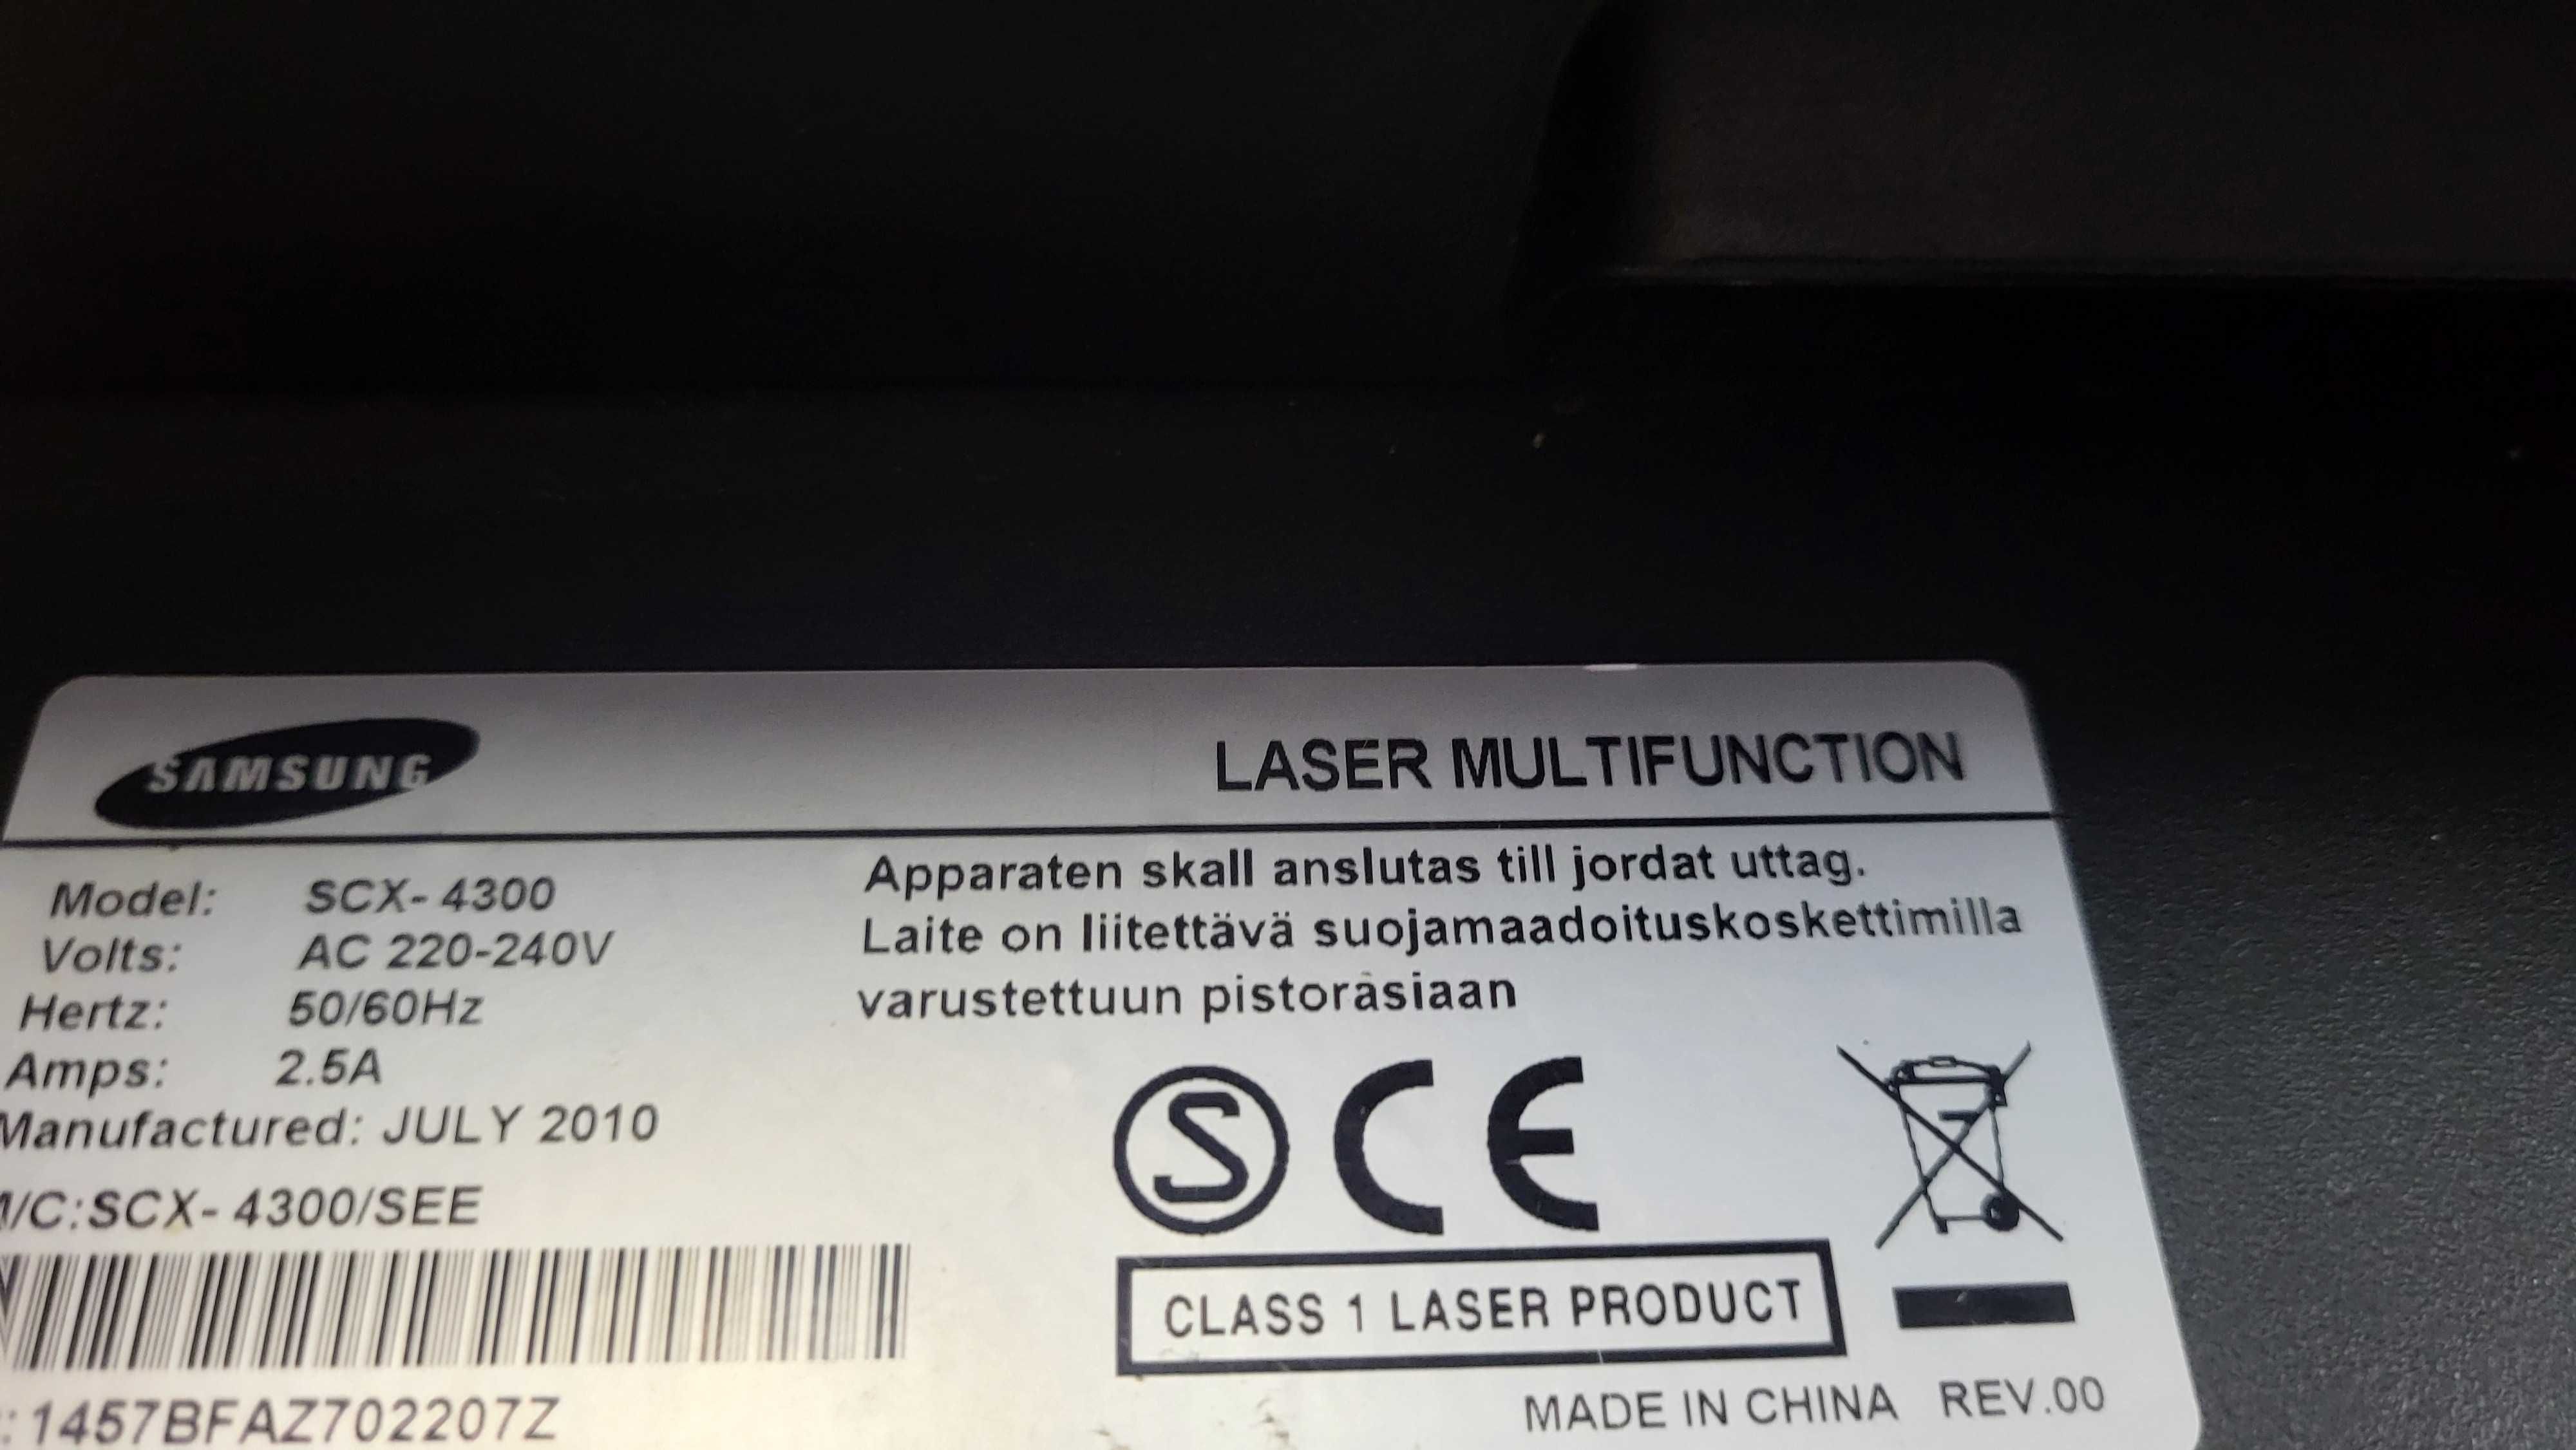 SAMSUNG
LASER MULTIFUNCTION
Model: SCX- 4300
Volts: AC 220-240V
Hertz: 50/60Hz
Amps: 2.5A
Manufactured: JULY 2010
M/C:SCX- 4300/SEE
: 1457BFAZ702207Z
Apparaten skall anslutas till jordat uttag.
Laite on liitettävä suojamaadoituskoskettimilla
varustettuun pistoräsiaan
S CE
CLASS 1 LASER PRODUCT
MADE IN CHINA REV.00